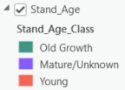 Stand_Age
Stand_Age_Class
Old Growth
Mature/Unknown
Young